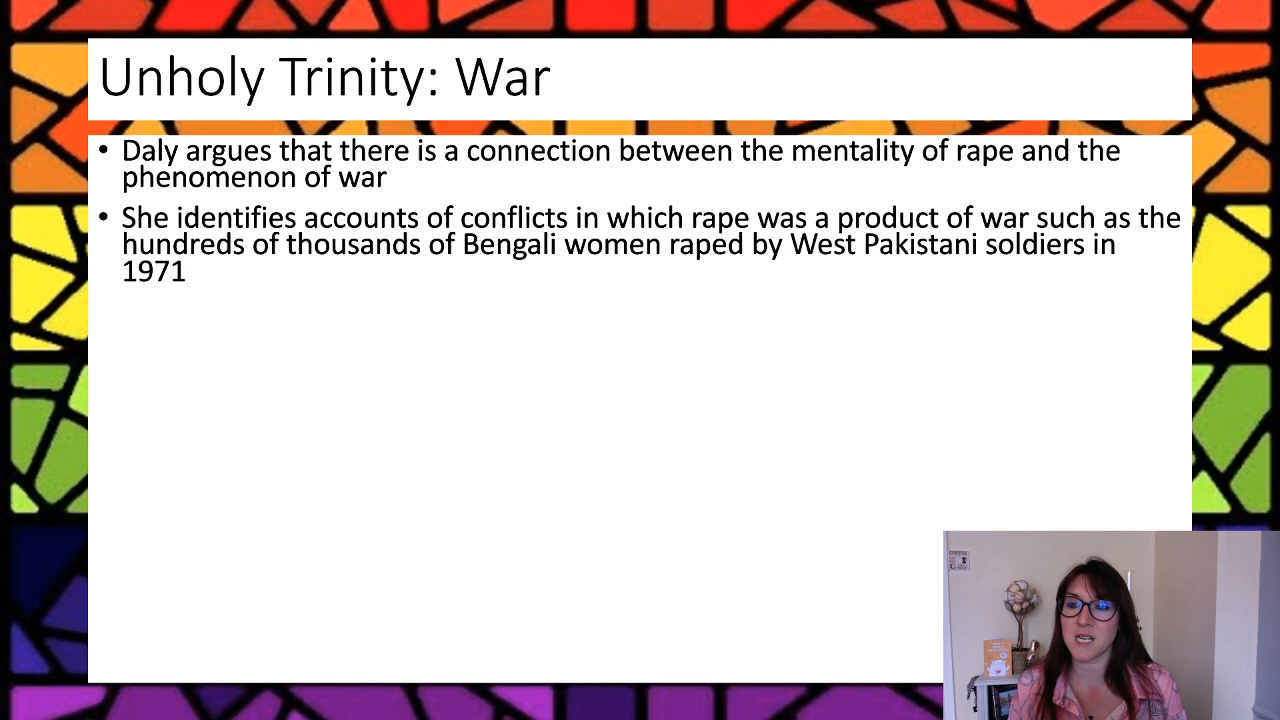 Unholy Trinity: War
• Daly argues that there is a connection between the mentality of rape and the
phenomenon of war
• She identifies accounts of conflicts in which rape was a product of war such as the
hundreds of thousands of Bengali women raped by West Pakistani soldiers in
1971